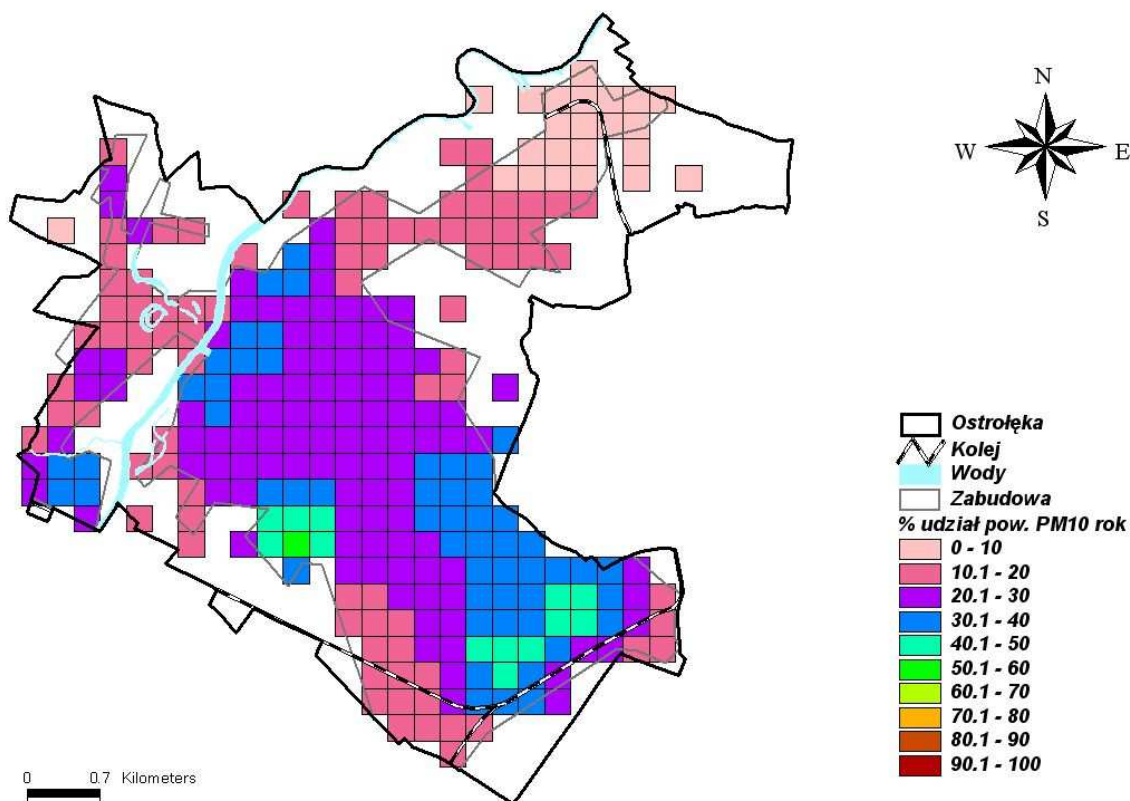 N
W E
S
Ostrołęka
Kolej
Wody
Zabudowa
% udział pow. PM10 rok
0 - 10
10.1 - 20
20.1 - 30
30.1 - 40
40.1 - 50
50.1 - 60
60.1 - 70
70.1 - 80
80.1 - 90
90.1 - 100
0 0.7 Kilometers